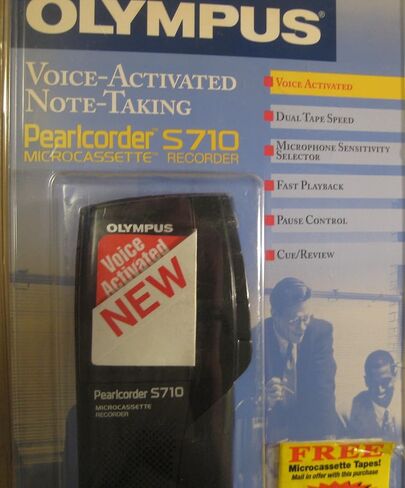 OLYMPUS®
VOICE-ACTIVATED
NOTE-TAKING
Pearlcorder™ S710
MICROCASSETTE™ RECORDER
VOICE ACTIVATED
DUAL TAPE SPEED
MICROPHONE SENSITIVITY
SELECTOR
FAST PLAYBACK
PAUSE CONTROL
CUE/REVIEW
OLYMPUS
Voice
Activated
NEW
Pearlcorder S710
MICROCASSETTE
RECORDER
FREE
Microcassette Tapes!
Mail in offer with this purchase